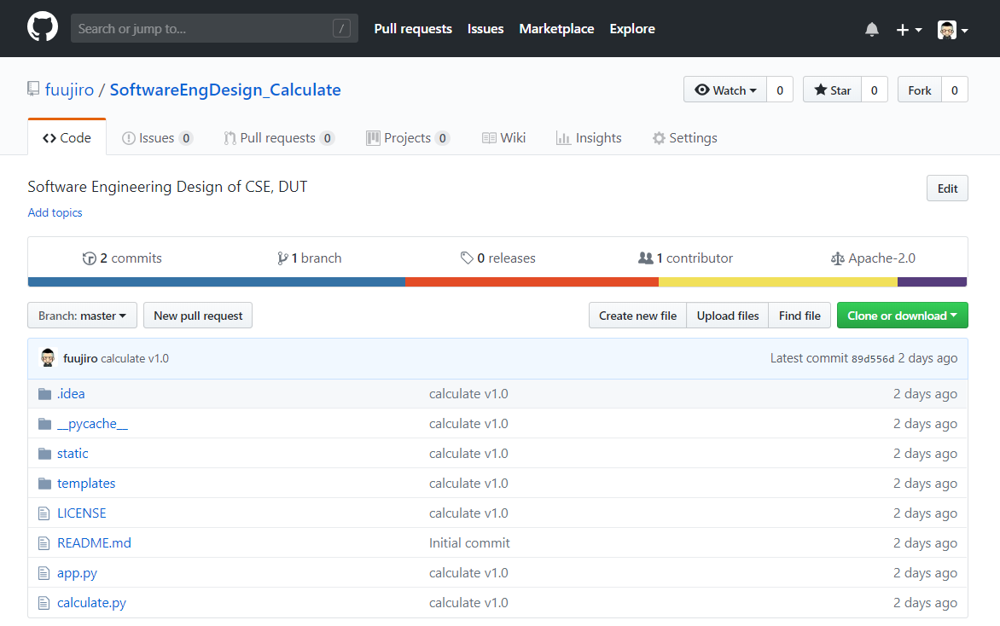 Search or jump to... / Pull requests Issues Marketplace Explore
fuujiro / SoftwareEngDesign_Calculate Watch 0 Star 0 Fork 0
Code Issues 0 Pull requests 0 Projects 0 Wiki Insights Settings
Software Engineering Design of CSE, DUT Edit
Add topics
2 commits 1 branch 0 releases 1 contributor Apache-2.0
Branch: master New pull request Create new file Upload files Find file Clone or download
fuujiro calculate v1.0 Latest commit 89d556d 2 days ago
.idea calculate v1.0 2 days ago
__pycache__ calculate v1.0 2 days ago
static calculate v1.0 2 days ago
templates calculate v1.0 2 days ago
LICENSE calculate v1.0 2 days ago
README.md Initial commit 2 days ago
app.py calculate v1.0 2 days ago
calculate.py calculate v1.0 2 days ago